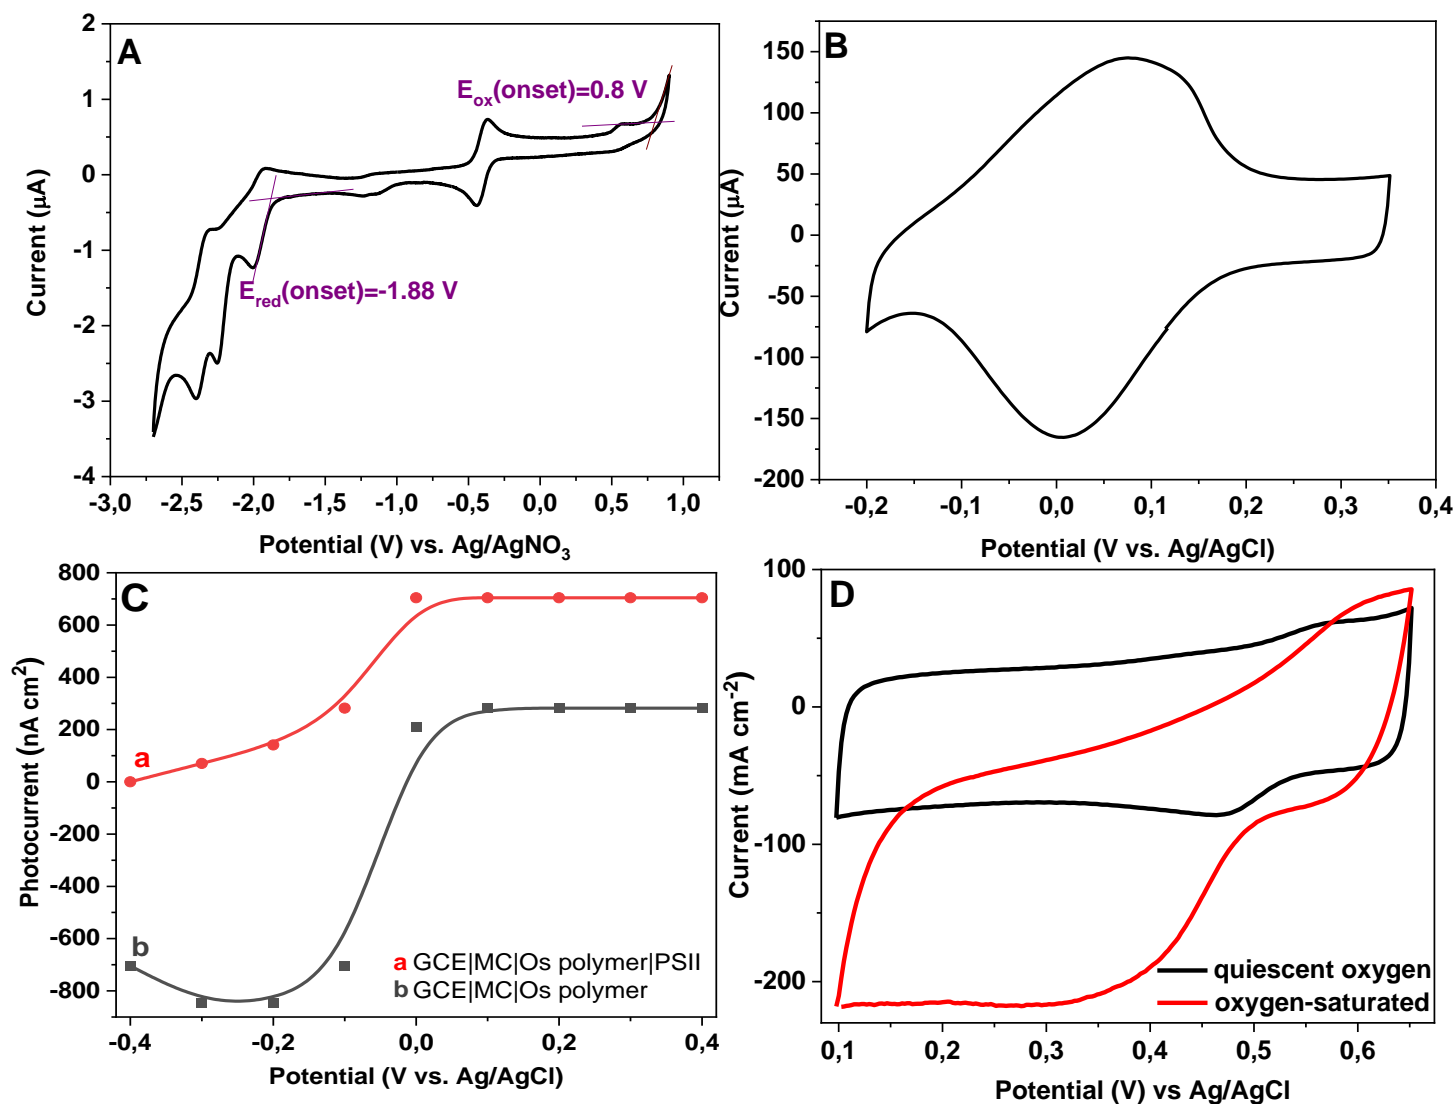 A
E_ox(onset)=0.8 V
E_red(onset)=-1.88 V
Current (µA)
2
1
0
-1
-2
-3
-4
-3,0 -2,5 -2,0 -1,5 -1,0 -0,5 0,0 0,5 1,0
Potential (V) vs. Ag/AgNO₃
B
Current (µA)
150
100
50
0
-50
-100
-150
-200
-0,2 -0,1 0,0 0,1 0,2 0,3 0,4
Potential (V vs. Ag/AgCl)
C
Photocurrent (nA cm²)
800
600
400
200
0
-200
-400
-600
-800
a
b
a GCE|MC|Os polymer|PSII
b GCE|MC|Os polymer
-0,4 -0,2 0,0 0,2 0,4
Potential (V vs. Ag/AgCl)
D
Current (mA cm⁻²)
100
0
-100
-200
quiescent oxygen
oxygen-saturated
0,1 0,2 0,3 0,4 0,5 0,6
Potential (V) vs Ag/AgCl